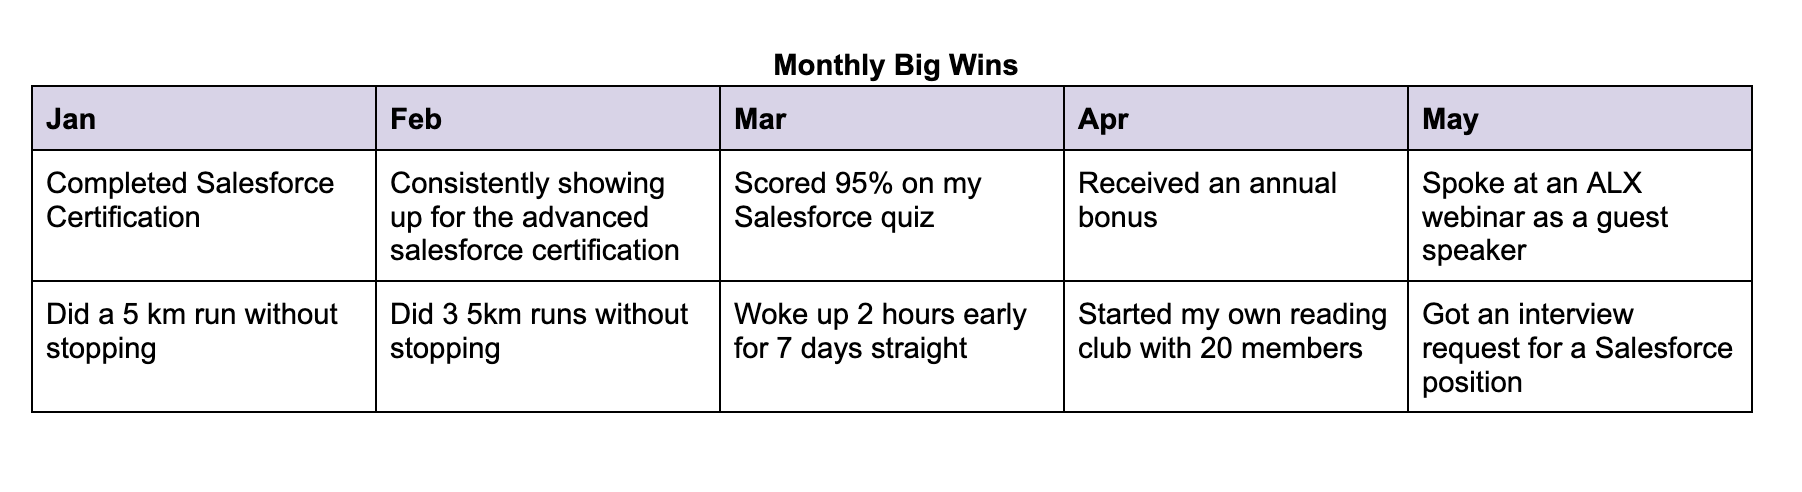 Monthly Big Wins
Jan
Feb
Mar
Apr
May
Completed Salesforce
Certification
Consistently showing
up for the advanced
salesforce certification
Scored 95% on my
Salesforce quiz
Received an annual
bonus
Spoke at an ALX
webinar as a guest
speaker
Did a 5 km run without
stopping
Did 3 5km runs without
stopping
Woke up 2 hours early
for 7 days straight
Started my own reading
club with 20 members
Got an interview
request for a Salesforce
position